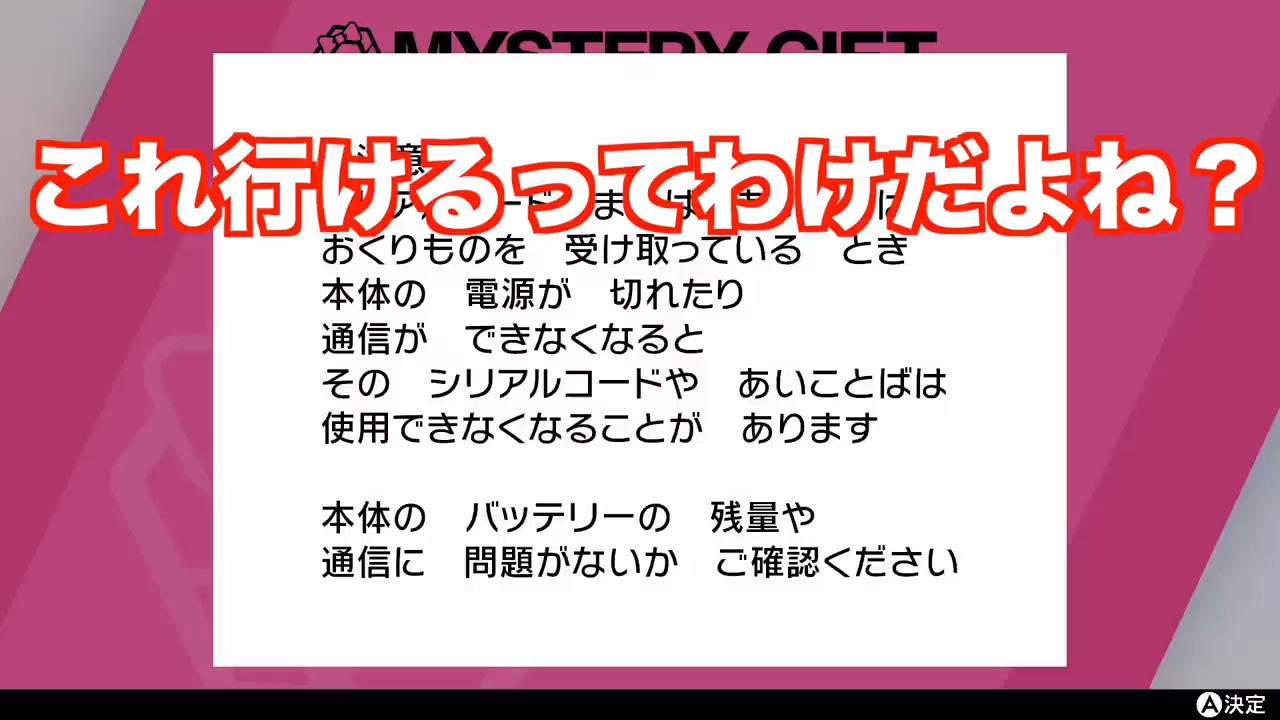 MYSTERY GIFT
これ行けるってわけだよね？
おくりものを　受け取っている　とき
本体の　電源が　切れたり
通信が　できなくなると
その　シリアルコードや　あいことばは
使用できなくなることが　あります
本体の　バッテリーの　残量や
通信に　問題がないか　ご確認ください
A決定